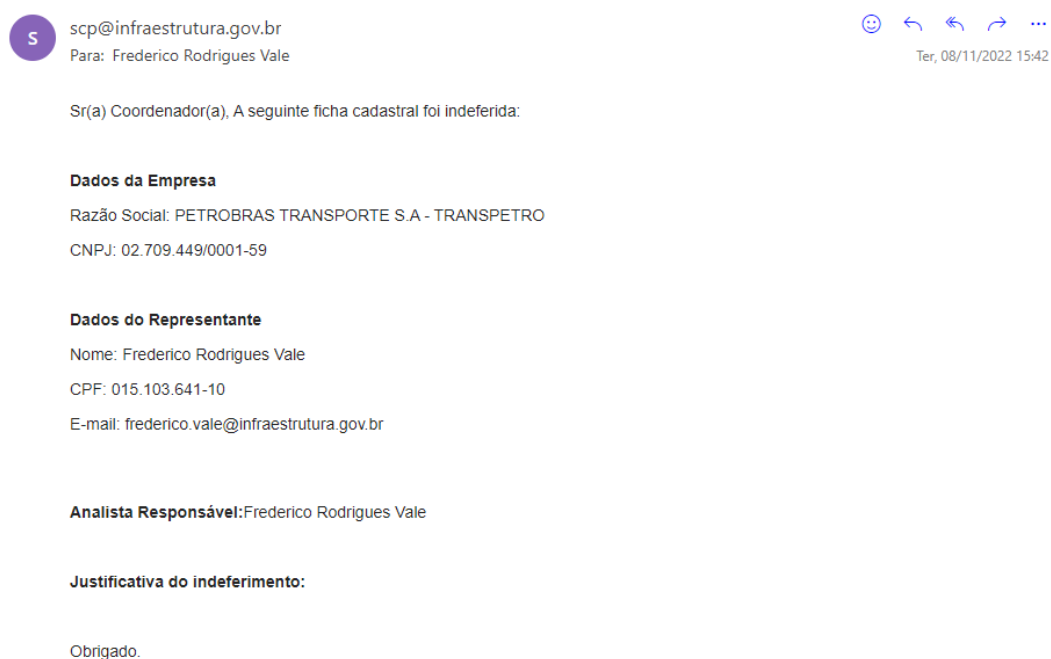 S
scp@infraestrutura.gov.br
Para: Frederico Rodrigues Vale
Ter, 08/11/2022 15:42
Sr(a) Coordenador(a), A seguinte ficha cadastral foi indeferida:
Dados da Empresa
Razão Social: PETROBRAS TRANSPORTE S.A - TRANSPETRO
CNPJ: 02.709.449/0001-59
Dados do Representante
Nome: Frederico Rodrigues Vale
CPF: 015.103.641-10
E-mail: frederico.vale@infraestrutura.gov.br
Analista Responsável:Frederico Rodrigues Vale
Justificativa do indeferimento:
Obrigado.